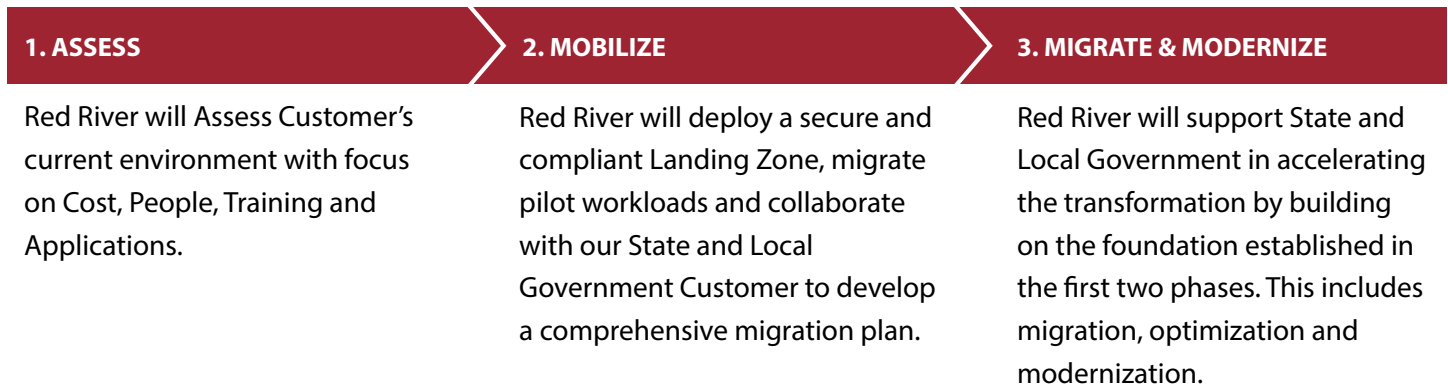 1. ASSESS
Red River will Assess Customer’s
current environment with focus
on Cost, People, Training and
Applications.
2. MOBILIZE
Red River will deploy a secure and
compliant Landing Zone, migrate
pilot workloads and collaborate
with our State and Local
Government Customer to develop
a comprehensive migration plan.
3. MIGRATE & MODERNIZE
Red River will support State and
Local Government in accelerating
the transformation by building
on the foundation established in
the first two phases. This includes
migration, optimization and
modernization.